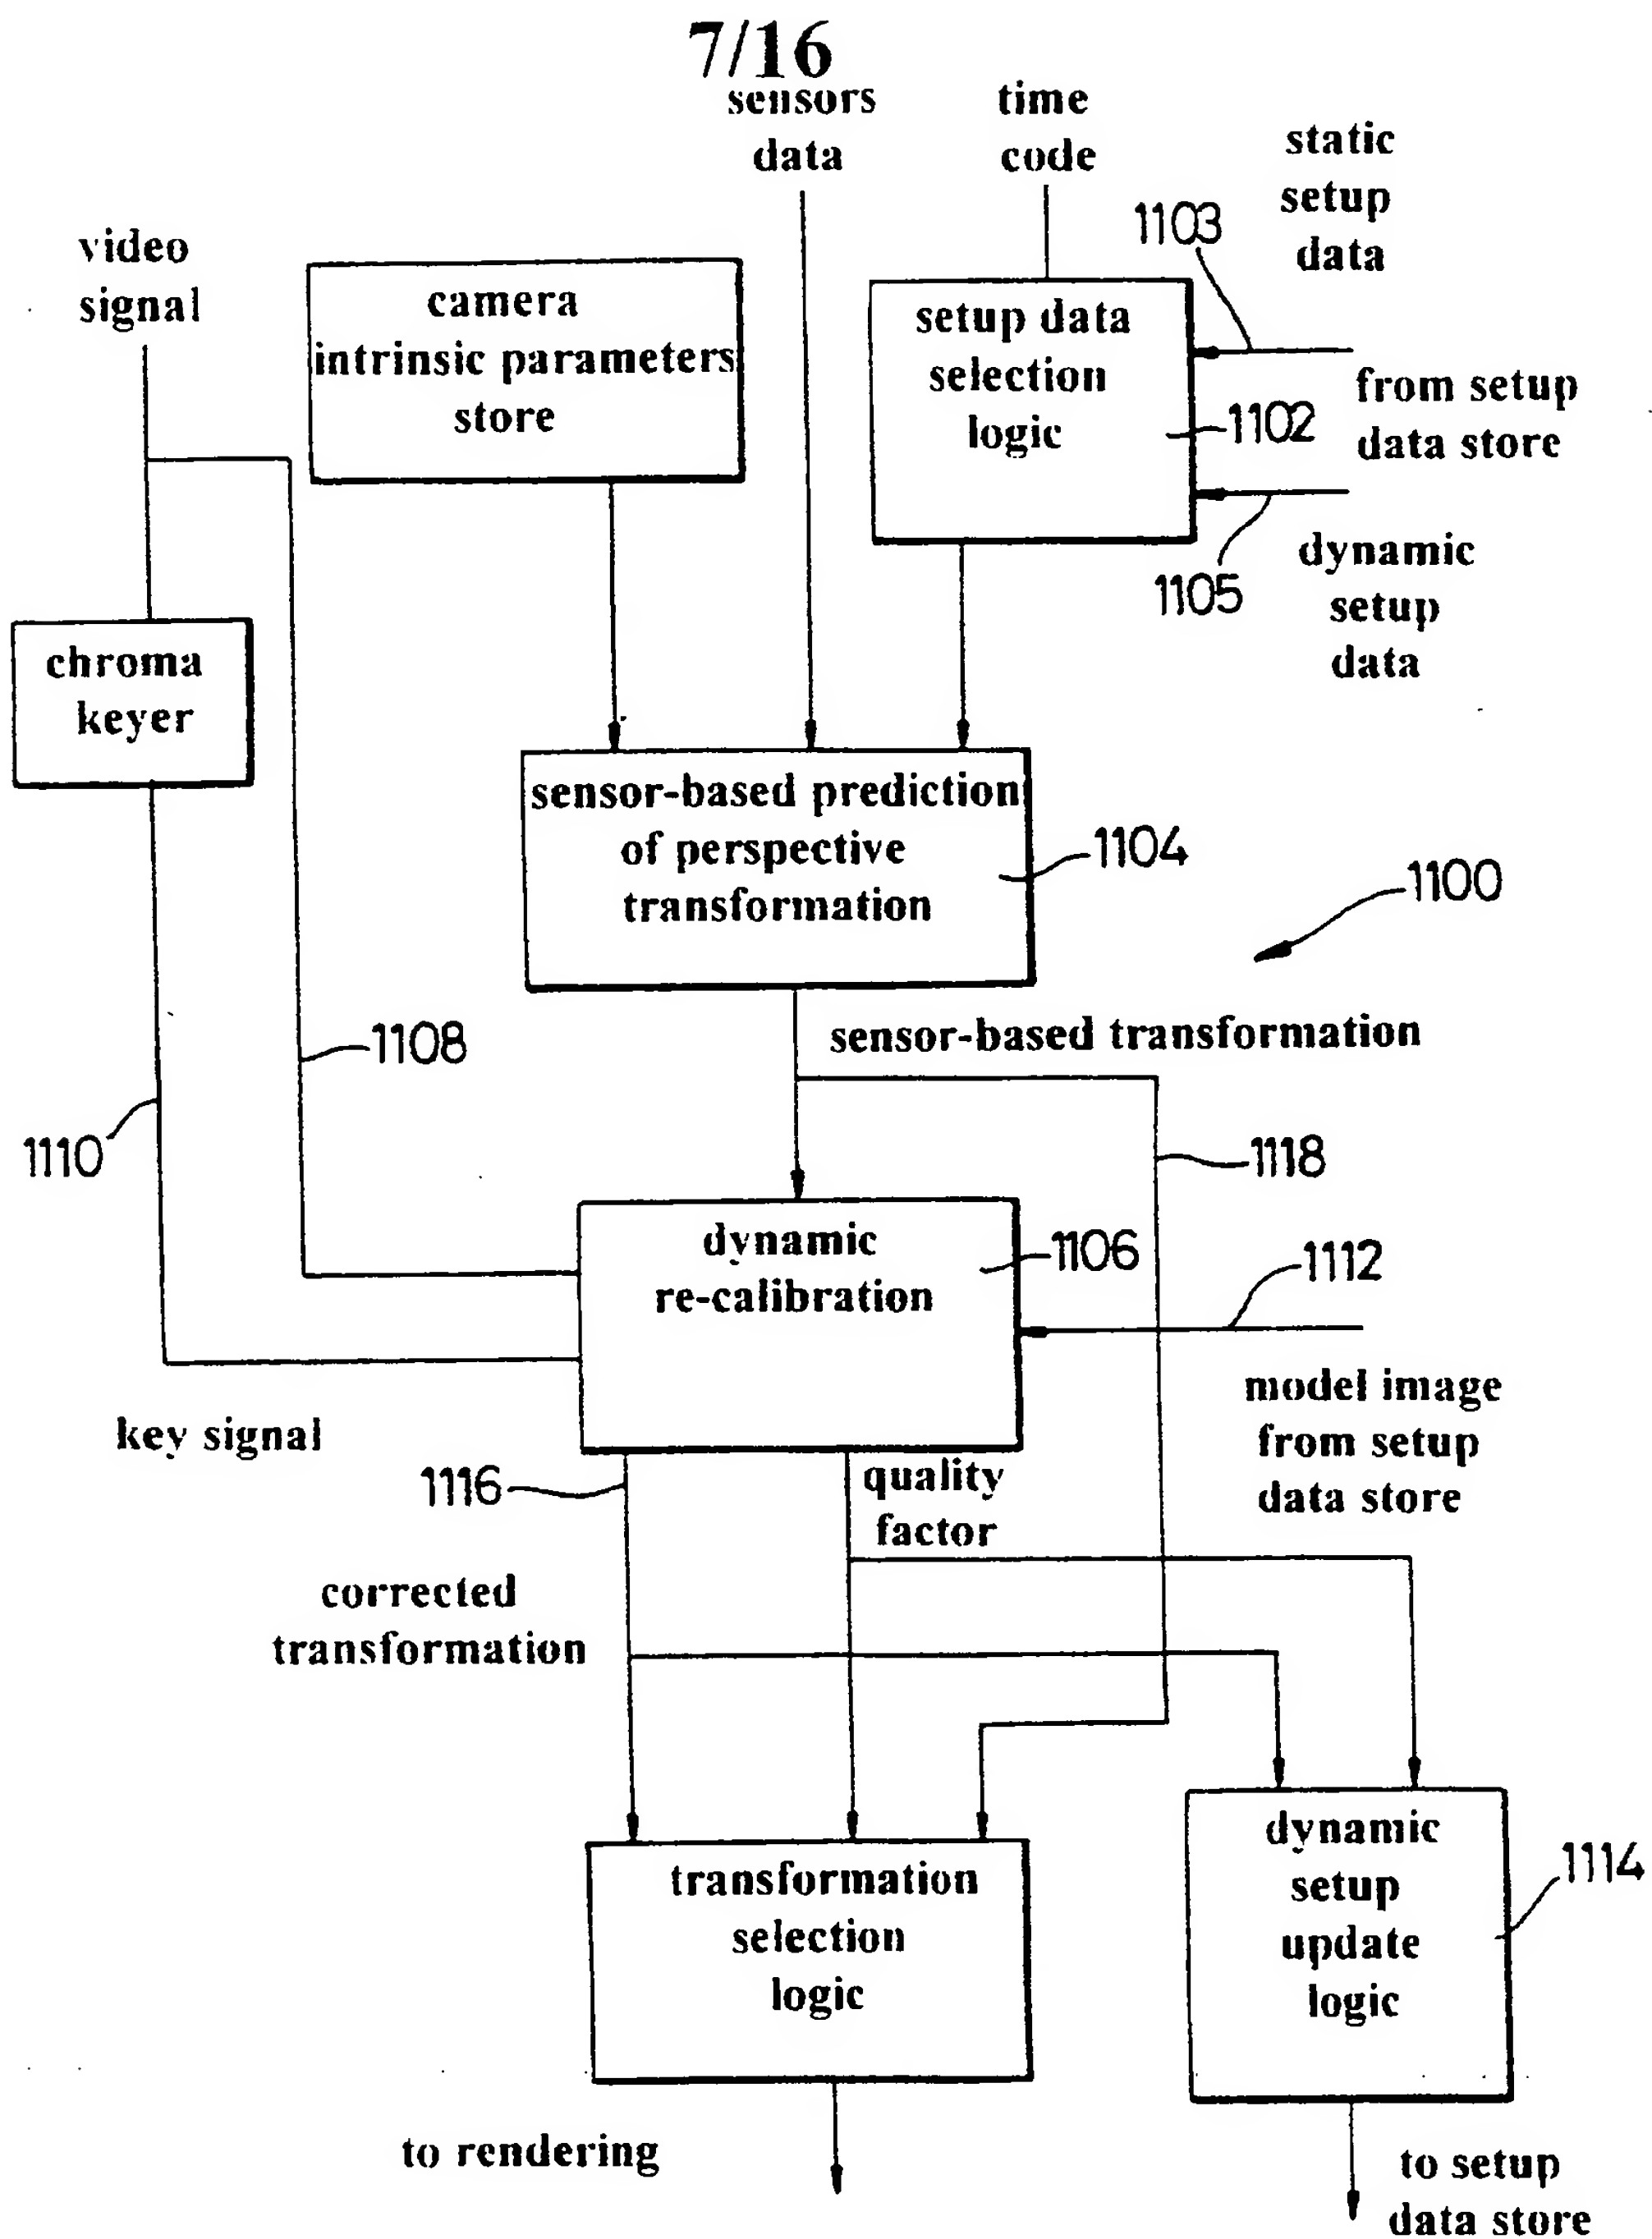 7/16
sensors
data
time
code
static
setup
data
1103
video
signal
camera
intrinsic parameters
store
setup data
selection
logic
from setup
data store
1102
1105
dynamic
setup
data
chroma
keyer
sensor-based prediction
of perspective
transformation
1104
1100
1108
sensor-based transformation
1110
1118
dynamic
re-calibration
1106
1112
model image
from setup
data store
key signal
1116
quality
factor
corrected
transformation
transformation
selection
logic
dynamic
setup
update
logic
1114
to rendering
to setup
data store